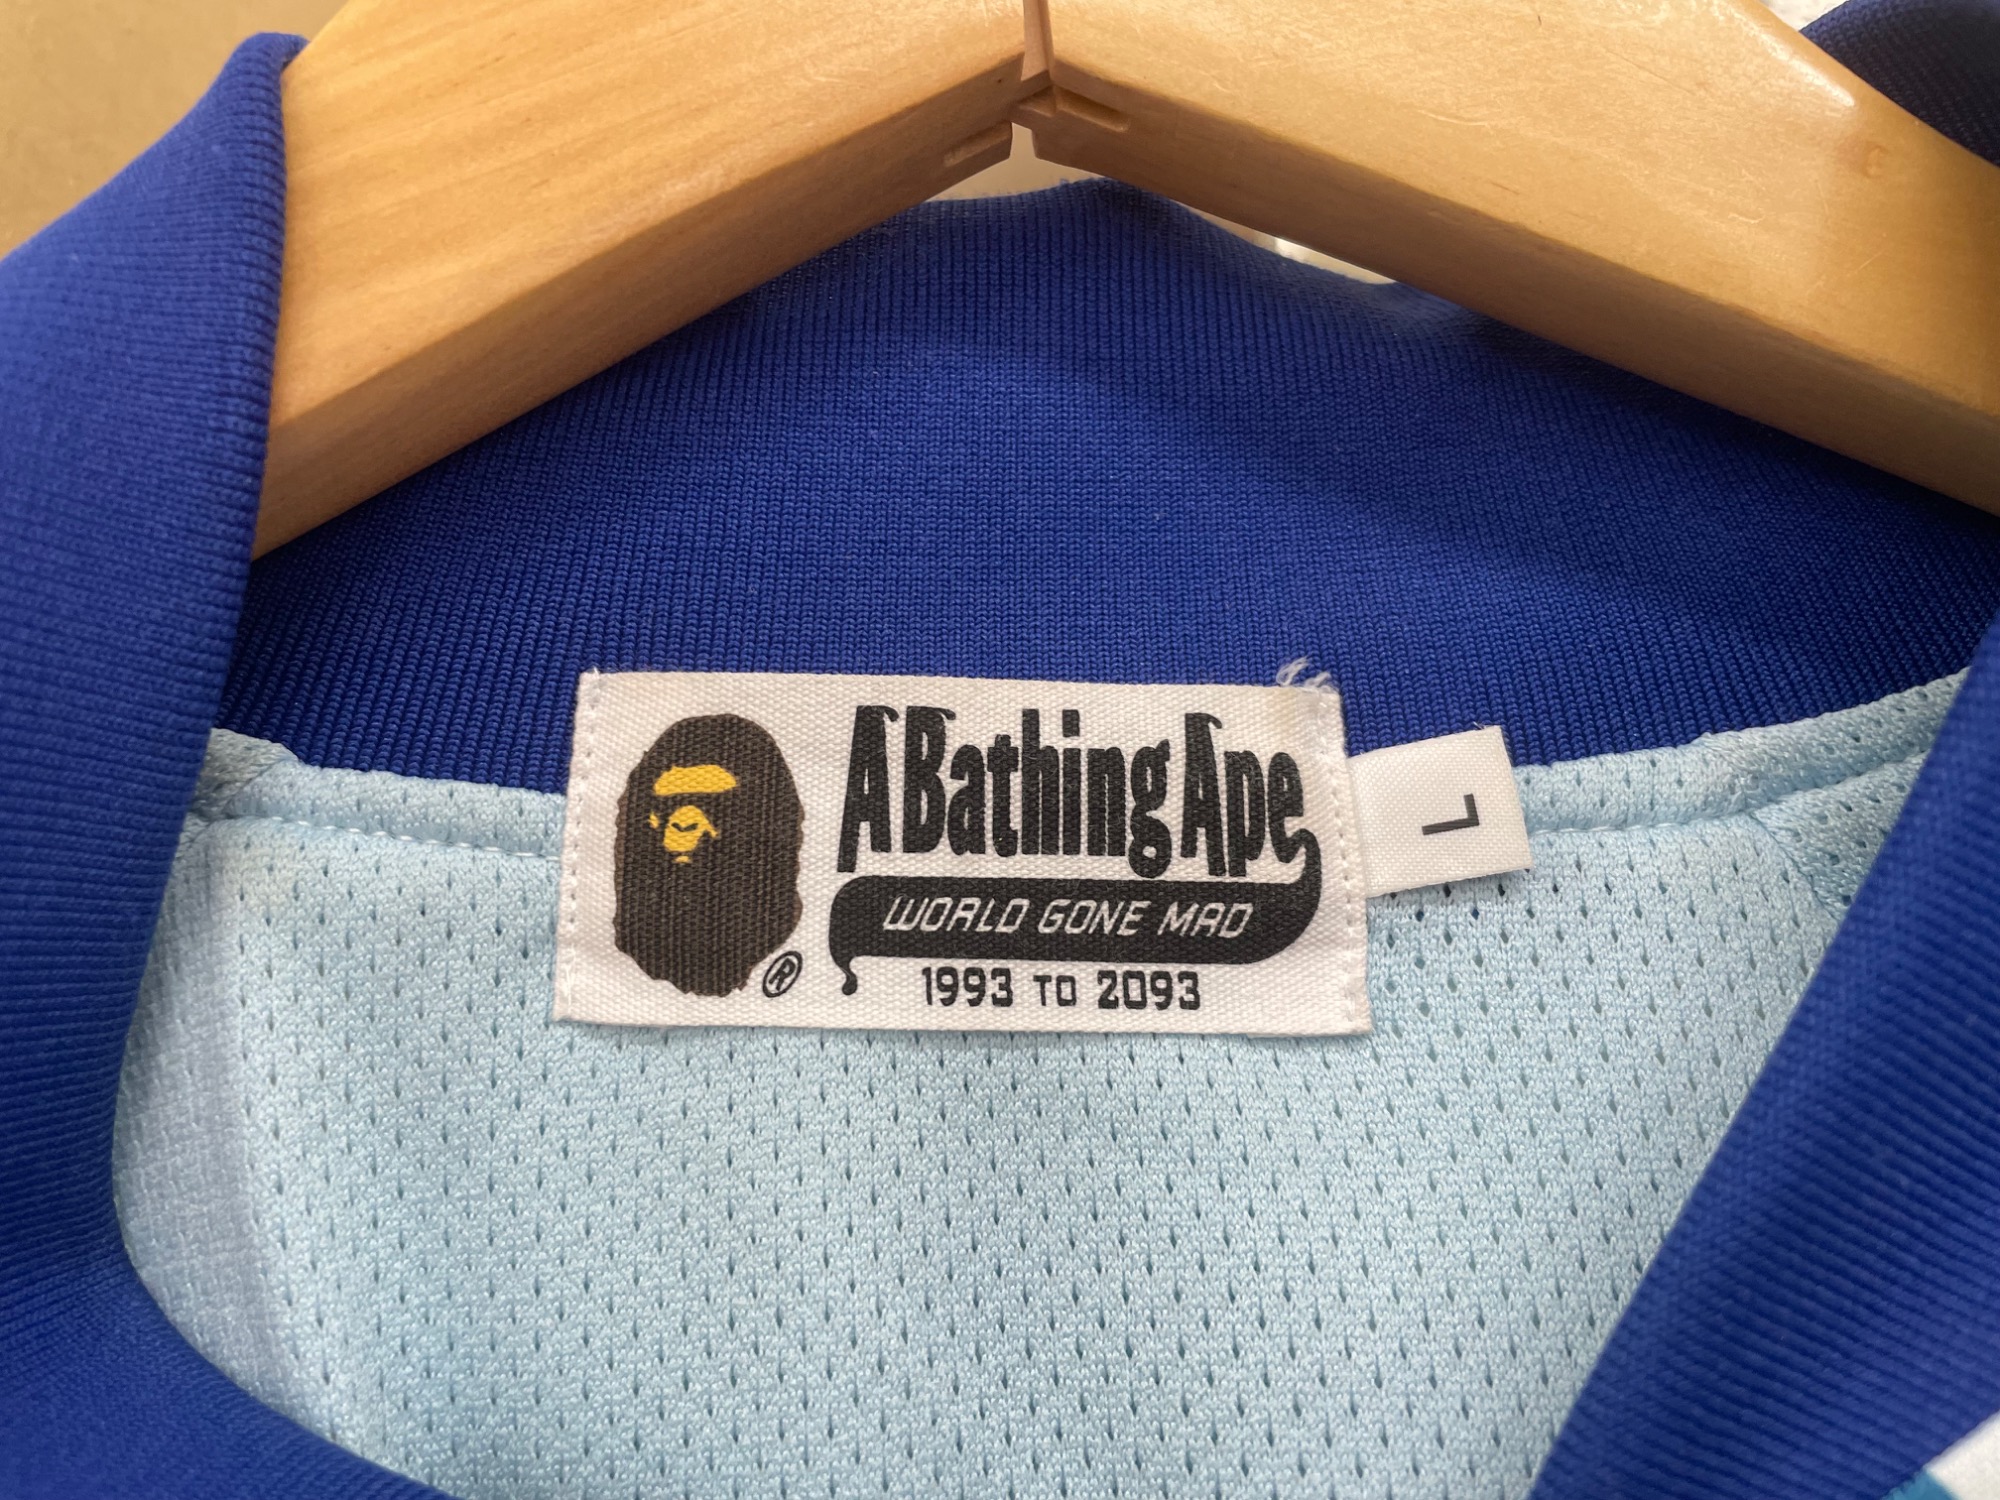 A Bathing Ape
WORLD GONE MAD
1993 TO 2093
®
L